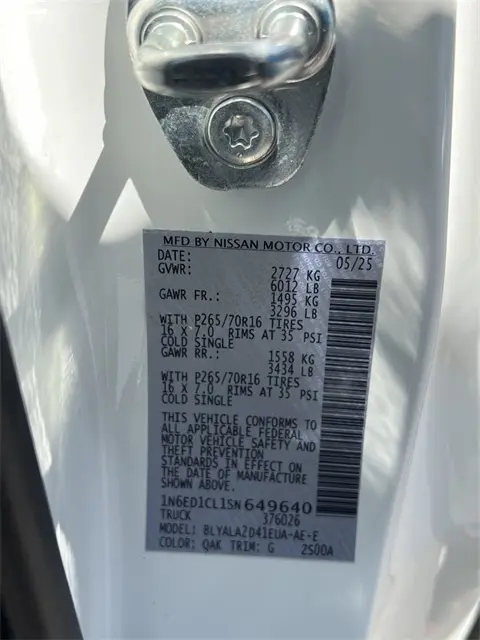 MFD BY NISSAN MOTOR CO., LTD.
DATE: 05/25
GVWR: 2727 KG
6012 LB
GAWR FR.: 1495 KG
3296 LB
WITH P265/70R16 TIRES
16 X 7.0 RIMS AT 35 PSI
COLD SINGLE
GAWR RR.: 1558 KG
3434 LB
WITH P265/70R16 TIRES
16 X 7.0 RIMS AT 35 PSI
COLD SINGLE
THIS VEHICLE CONFORMS TO
ALL APPLICABLE FEDERAL
MOTOR VEHICLE SAFETY AND
THEFT PREVENTION
STANDARDS IN EFFECT ON
THE DATE OF MANUFACTURE
SHOWN ABOVE.
1N6ED1CL1SN649640
TRUCK 376026
MODEL: BLYALAZD41EUA-AE-E
COLOR: QAK TRIM: G 2S00A